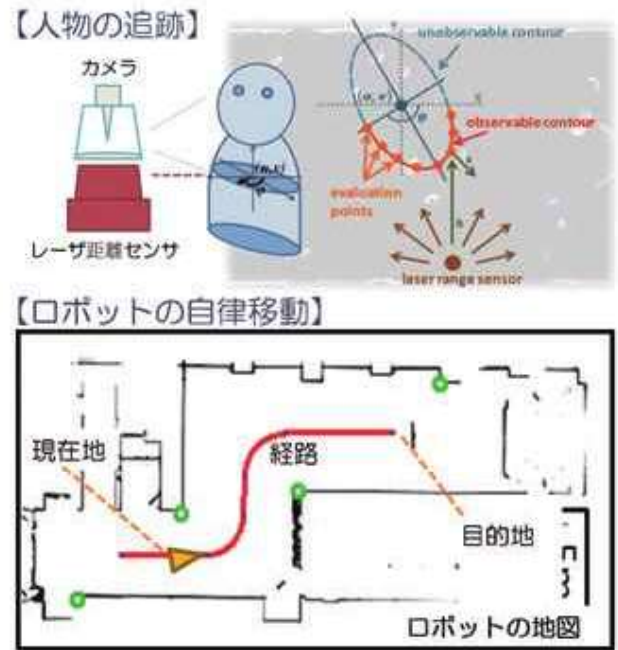 【人物の追跡】
カメラ
レーザ距離センサ
unobservable contour
observable contour
evaluation
points
laser range sensor
【ロボットの自律移動】
現在地
経路
目的地
ロボットの地図